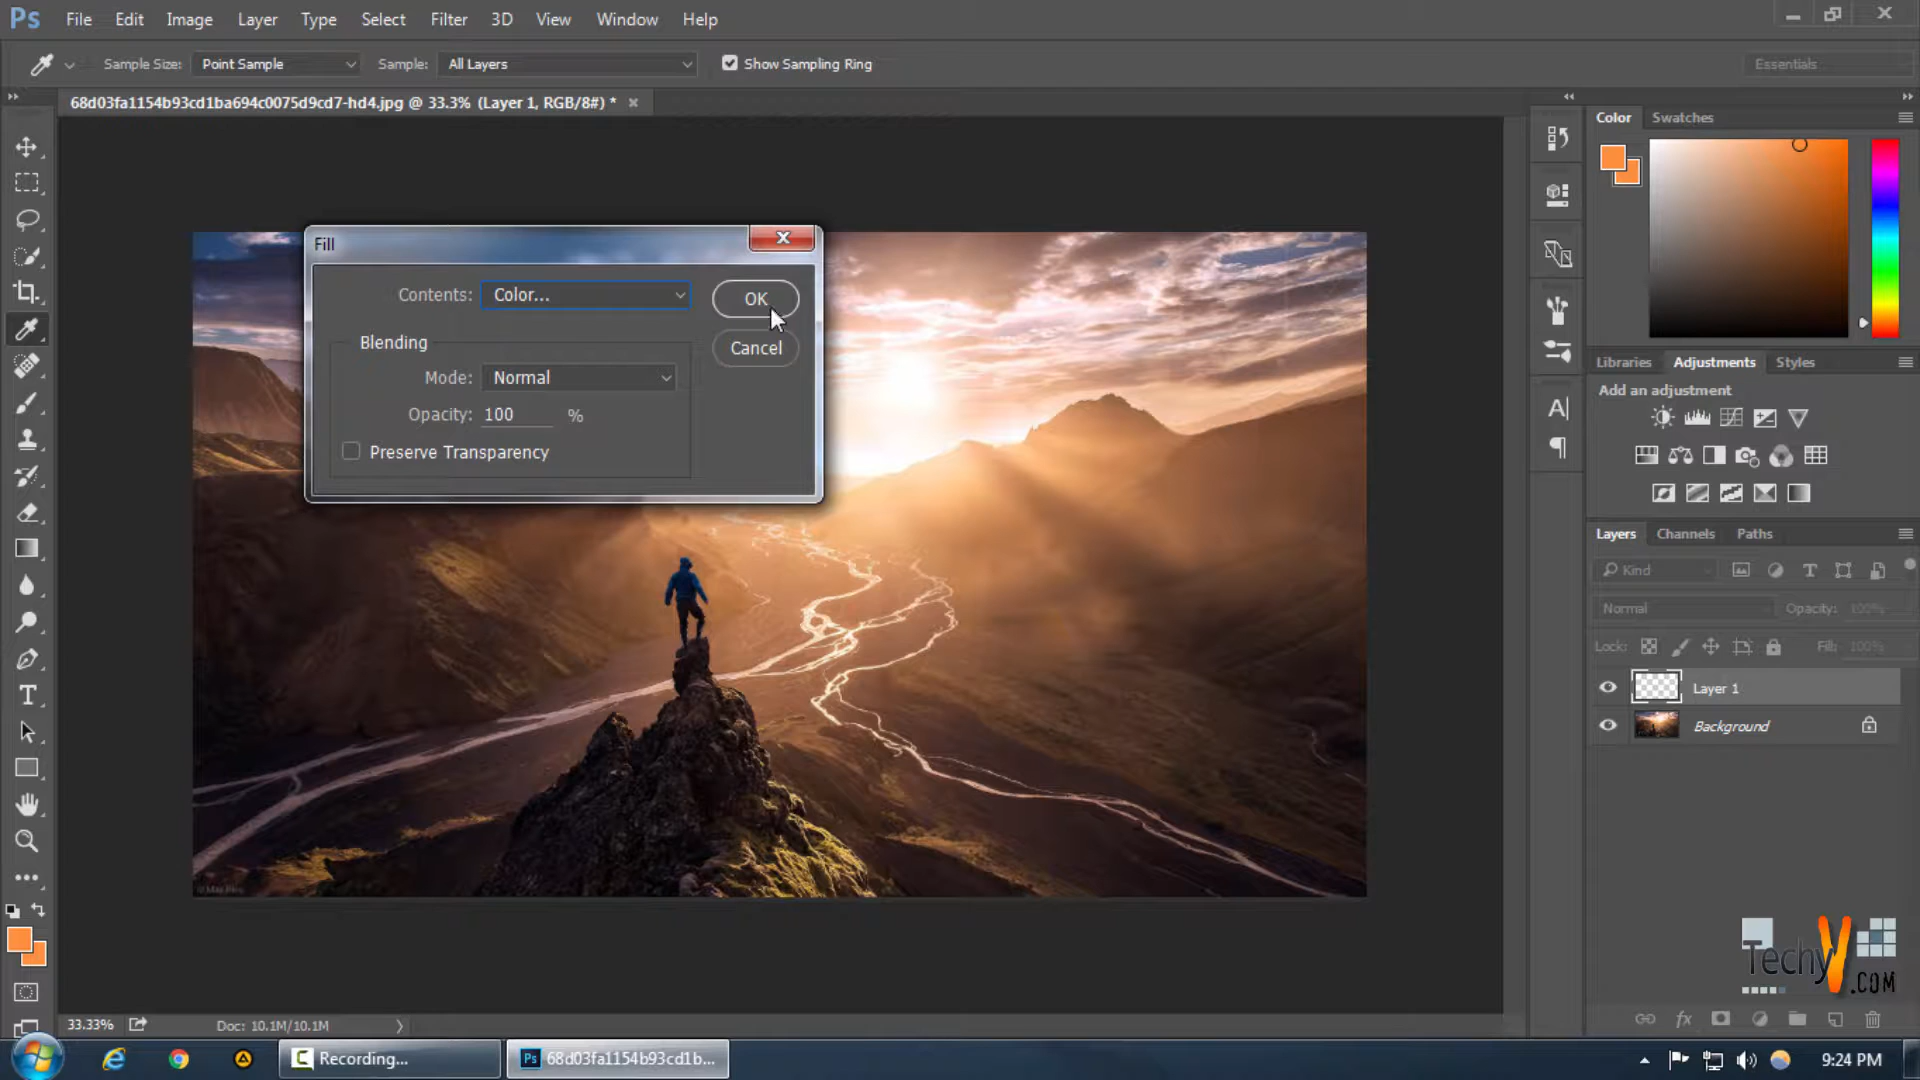 Ps File Edit Image Layer Type Select Filter 3D View Window Help
Sample Size: Point Sample Sample: All Layers Show Sampling Ring Essentials
68d03fa1154b93cd1ba694c0075d9cd7-hd4.jpg @ 33.3% (Layer 1, RGB/8#) *
Color Swatches
Fill
Contents: Color... OK
Cancel
Blending
Mode: Normal
Opacity: 100 %
Preserve Transparency
Libraries Adjustments Styles
Add an adjustment
Layers Channels Paths
Kind
Normal Opacity: 100%
Lock: Fill: 100%
Layer 1
Background
TechyV
.COM
33.33% Doc: 10.1M/10.1M
Recording... Ps 68d03fa1154b93cd1b... 9:24 PM